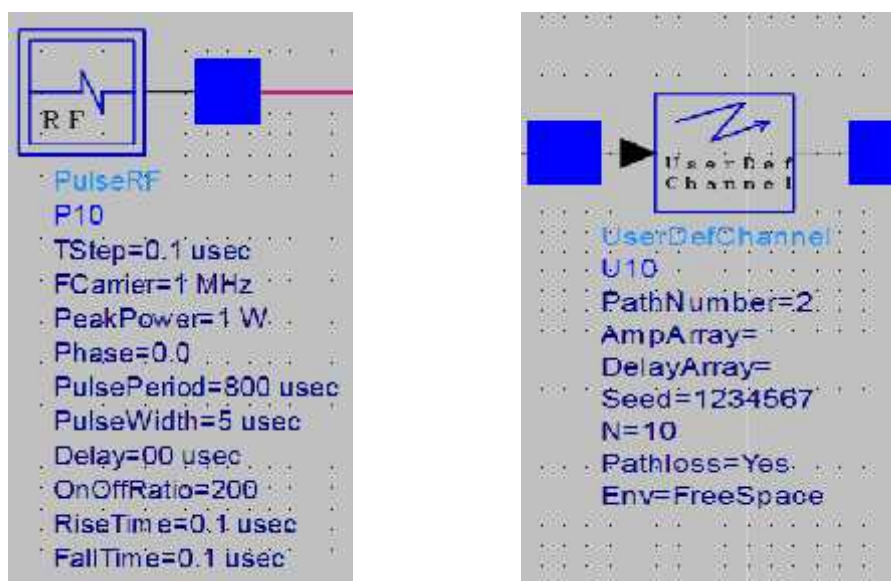 RF
PulseRF
P10
TStep=0.1 usec
FCarrier=1 MHz
PeakPower=1 W
Phase=0.0
PulsePeriod=800 usec
PulseWidth=5 usec
Delay=00 usec
OnOffRatio=200
RiseTime=0.1 usec
FallTime=0.1 usec
UserDef
Channel
UserDefChannel
U10
PathNumber=2
AmpArray=
DelayArray=
Seed=1234567
N=10
Pathloss=Yes
Env=FreeSpace